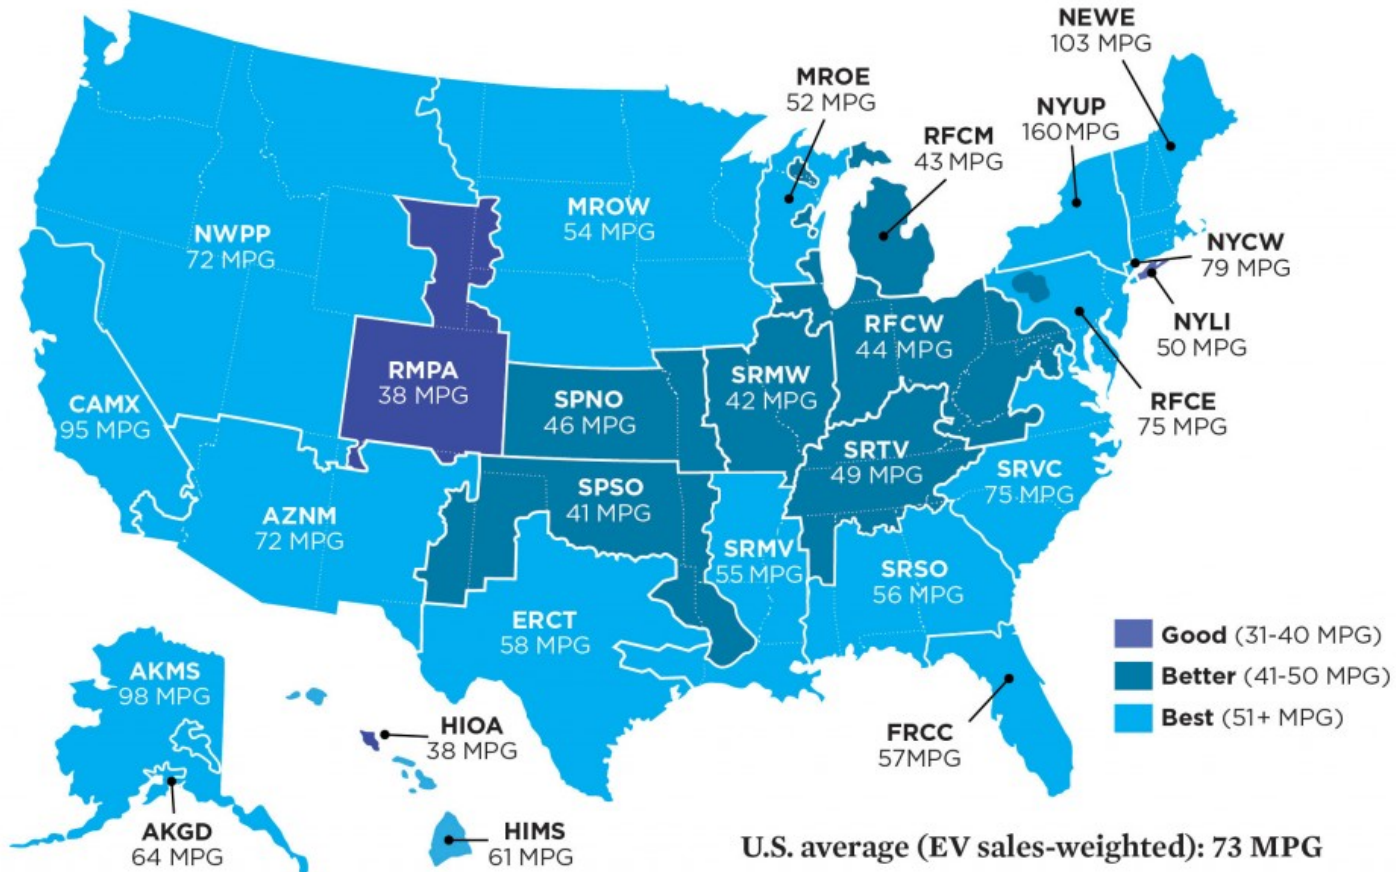 NEWE
103 MPG
MROE
52 MPG
NYUP
160MPG
RFCM
43 MPG
NWPP
72 MPG
MROW
54 MPG
NYCW
79 MPG
NYLI
50 MPG
RFCW
44 MPG
RMPA
38 MPG
SRMW
42 MPG
CAMX
95 MPG
SPNO
46 MPG
RFCE
75 MPG
SRTV
49 MPG
SRVC
75 MPG
SPSO
41 MPG
AZNM
72 MPG
SRMV
55 MPG
SRSO
56 MPG
ERCT
58 MPG
Good (31-40 MPG)
Better (41-50 MPG)
Best (51+ MPG)
AKMS
98 MPG
HIOA
38 MPG
FRCC
57MPG
AKGD
64 MPG
HIMS
61 MPG
U.S. average (EV sales-weighted): 73 MPG